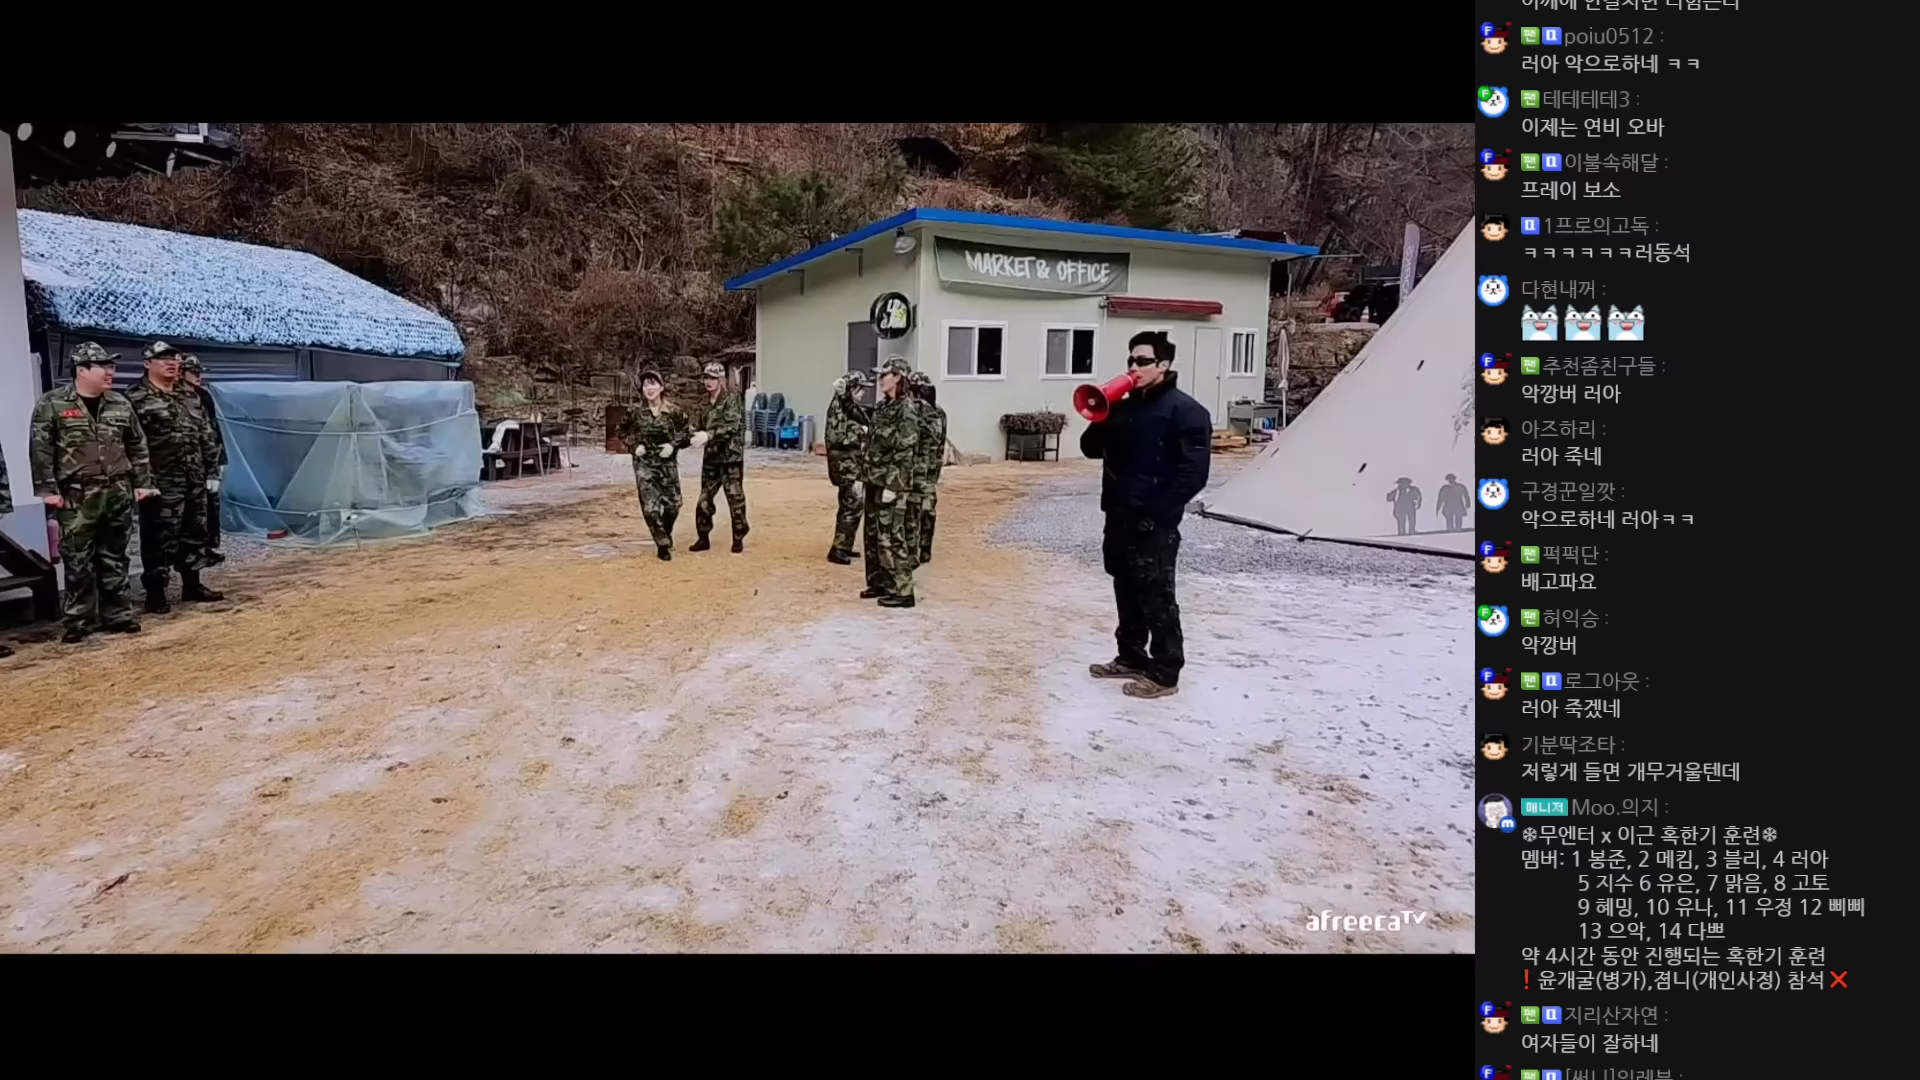 MARKET & OFFICE
afreecaTV
poiu0512 :
러아 악으로하네 ㅋㅋ
팬 테테테테3 :
이제는 연비 오바
팬 이불속해달 :
프레이 보소
1프로의고독 :
ㅋㅋㅋㅋㅋㅋ러동석
다현내꺼 :
팬 추천좀친구들 :
악깡버 러아
아즈하리 :
러아 죽네
구경꾼일깟 :
악으로하네 러아ㅋㅋ
팬 퍽퍽단 :
배고파요
팬 허익승 :
악깡버
팬 로그아웃 :
러아 죽겠네
기분딱조타 :
저렇게 들면 개무거울텐데
매니저 Moo.의지 :
❄무엔터 x 이근 혹한기 훈련❄
멤버: 1 봉준, 2 메킴, 3 블리, 4 러아
5 지수 6 유은, 7 맑음, 8 고토
9 혜밍, 10 유나, 11 우정 12 삐삐
13 으악, 14 다쁘
약 4시간 동안 진행되는 혹한기 훈련
❗윤개굴(병가),졈니(개인사정) 참석❌
팬 지리산자연 :
여자들이 잘하네